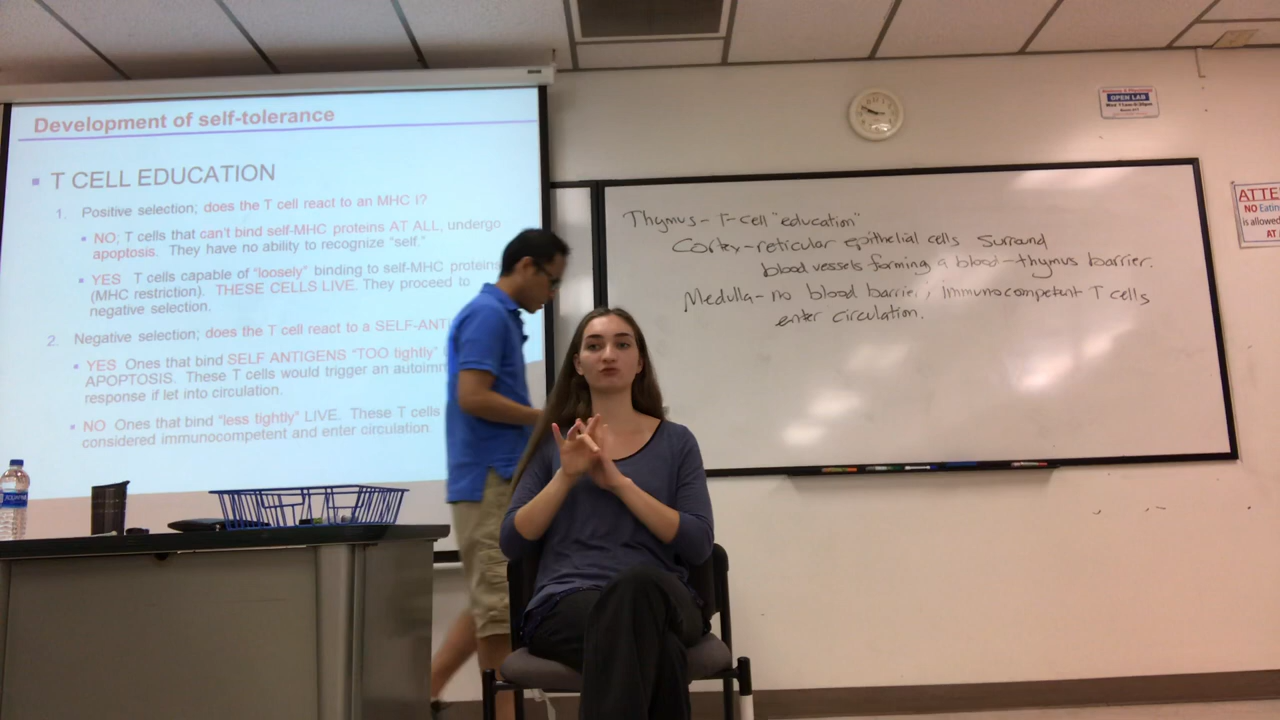 Development of self-tolerance
T CELL EDUCATION
1. Positive selection; does the T cell react to an MHC I?
NO; T cells that can't bind self-MHC proteins AT ALL, undergo
apoptosis. They have no ability to recognize "self."
YES T cells capable of "loosely" binding to self-MHC proteins
(MHC restriction). THESE CELLS LIVE. They proceed to
negative selection.
2. Negative selection; does the T cell react to a SELF-ANT
YES Ones that bind SELF ANTIGENS "TOO tightly"
APOPTOSIS. These T cells would trigger an autoimm
response if let into circulation.
NO Ones that bind "less tightly" LIVE. These T cells
considered immunocompetent and enter circulation
Thymus - T-cell "education"
Cortex - reticular epithelial cells surround
blood vessels forming a blood-thymus barrier.
Medulla - no blood barrier; immunocompetent T cells
enter circulation.
OPEN LAB
ATTE
NO Eatin
is allowe
AT